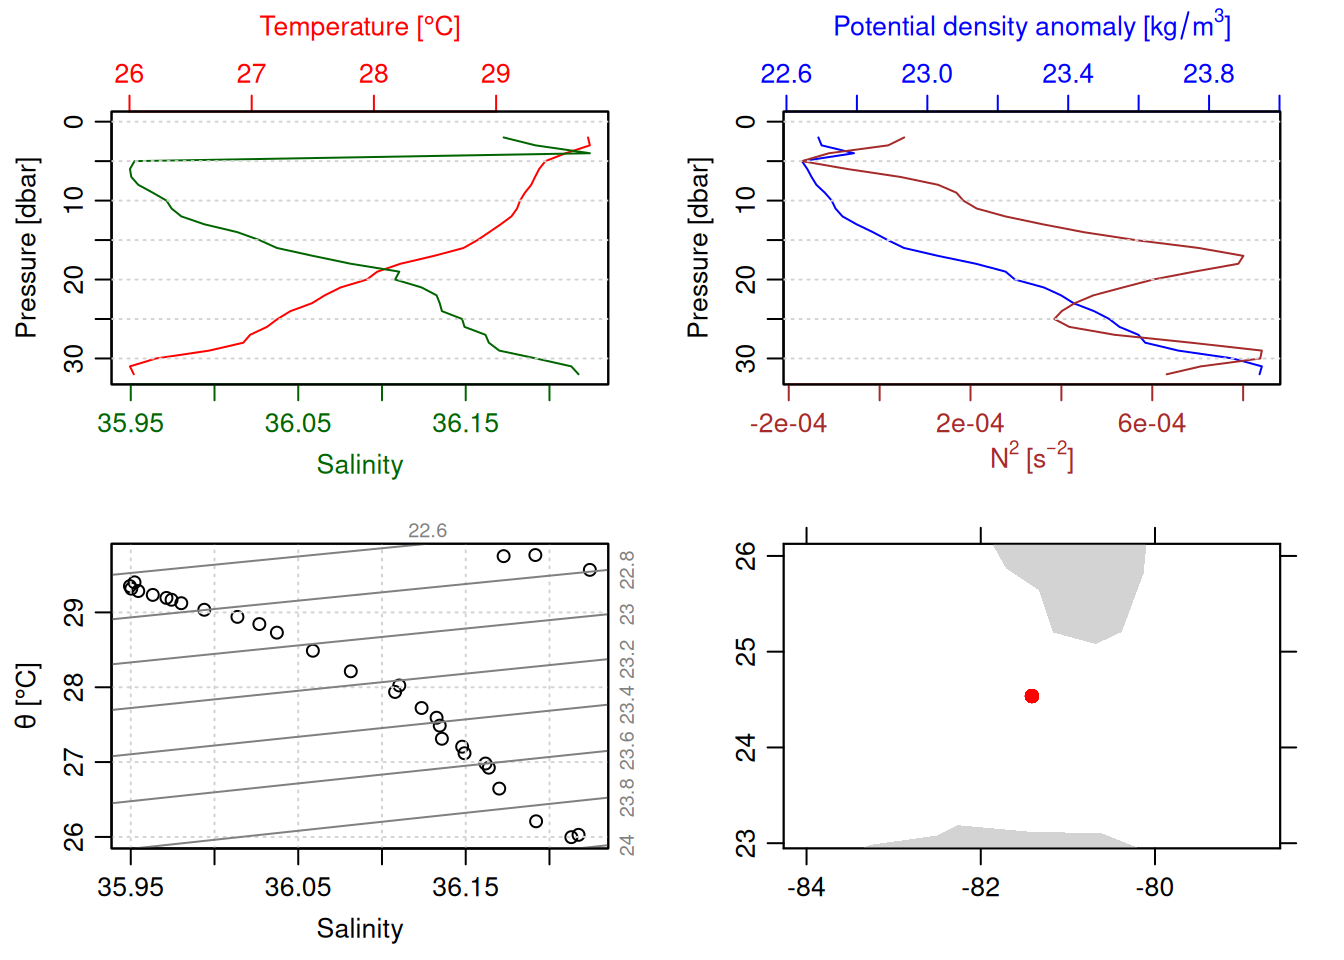 Temperature [°C]
26 27 28 29
0
10
20
30
Pressure [dbar]
35.95 36.05 36.15
Salinity
Potential density anomaly [kg/m³]
22.6 23.0 23.4 23.8
0
10
20
30
Pressure [dbar]
-2e-04 2e-04 6e-04
N² [s⁻²]
22.6
22.8
23
23.2
23.4
23.6
23.8
24
29
28
27
26
θ [°C]
35.95 36.05 36.15
Salinity
26
25
24
23
-84 -82 -80